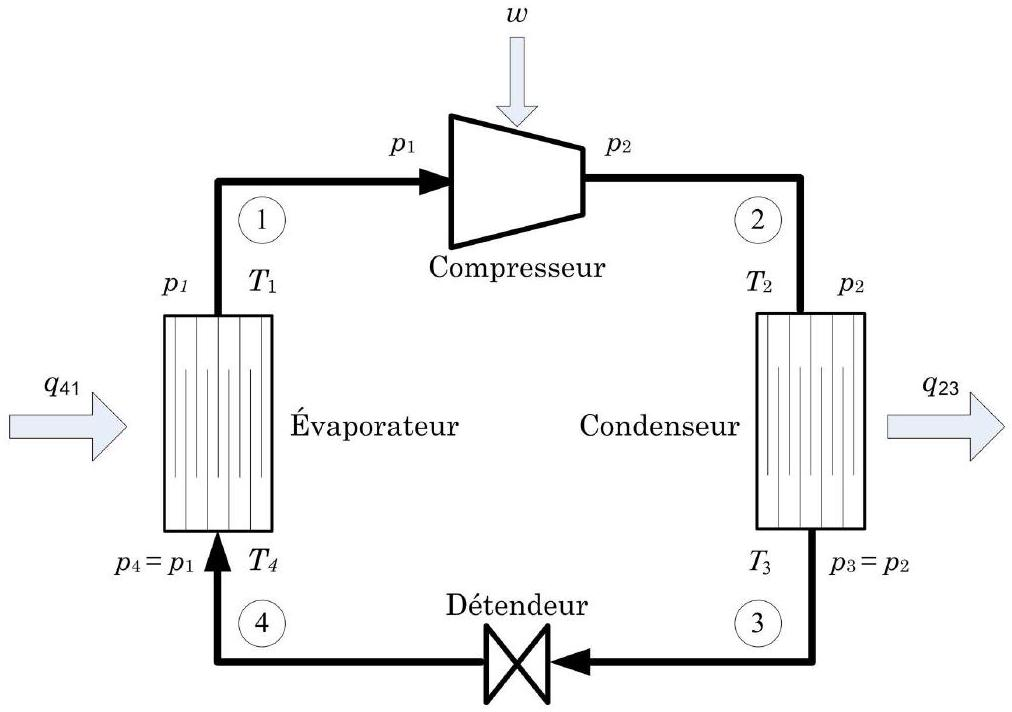 w
p₁ p₂
1 2
Compresseur
p₁ T₁ T₂ p₂
q₄₁ q₂₃
Évaporateur Condenseur
p₄ = p₁ T₄ T₃ p₃ = p₂
Détendeur
4 3